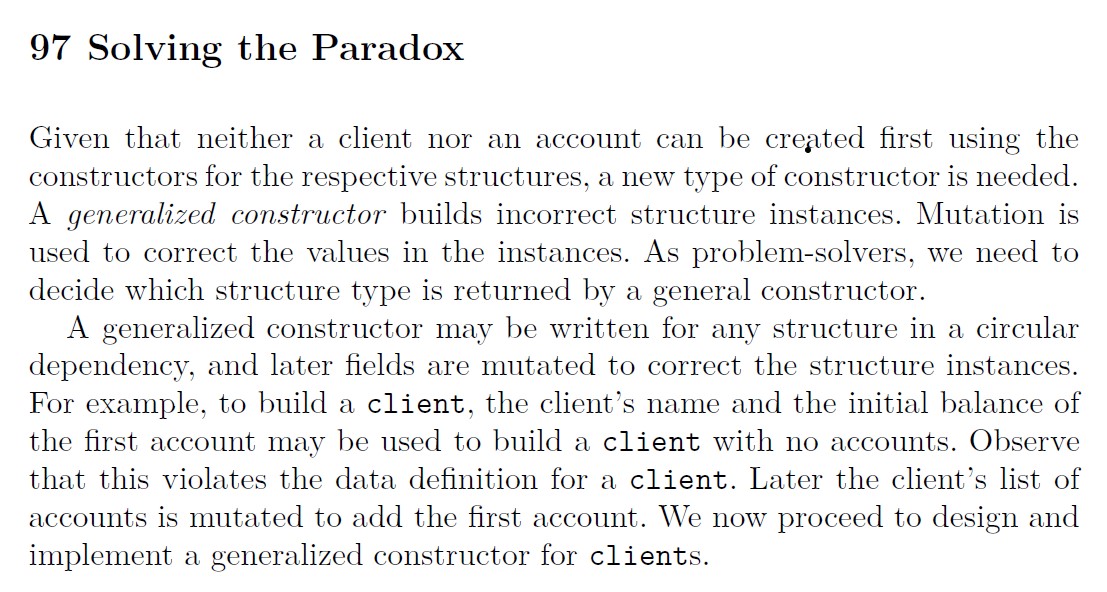 97 Solving the Paradox
Given that neither a client nor an account can be created first using the
constructors for the respective structures, a new type of constructor is needed.
A generalized constructor builds incorrect structure instances. Mutation is
used to correct the values in the instances. As problem-solvers, we need to
decide which structure type is returned by a general constructor.
A generalized constructor may be written for any structure in a circular
dependency, and later fields are mutated to correct the structure instances.
For example, to build a client, the client's name and the initial balance of
the first account may be used to build a client with no accounts. Observe
that this violates the data definition for a client. Later the client's list of
accounts is mutated to add the first account. We now proceed to design and
implement a generalized constructor for clients.